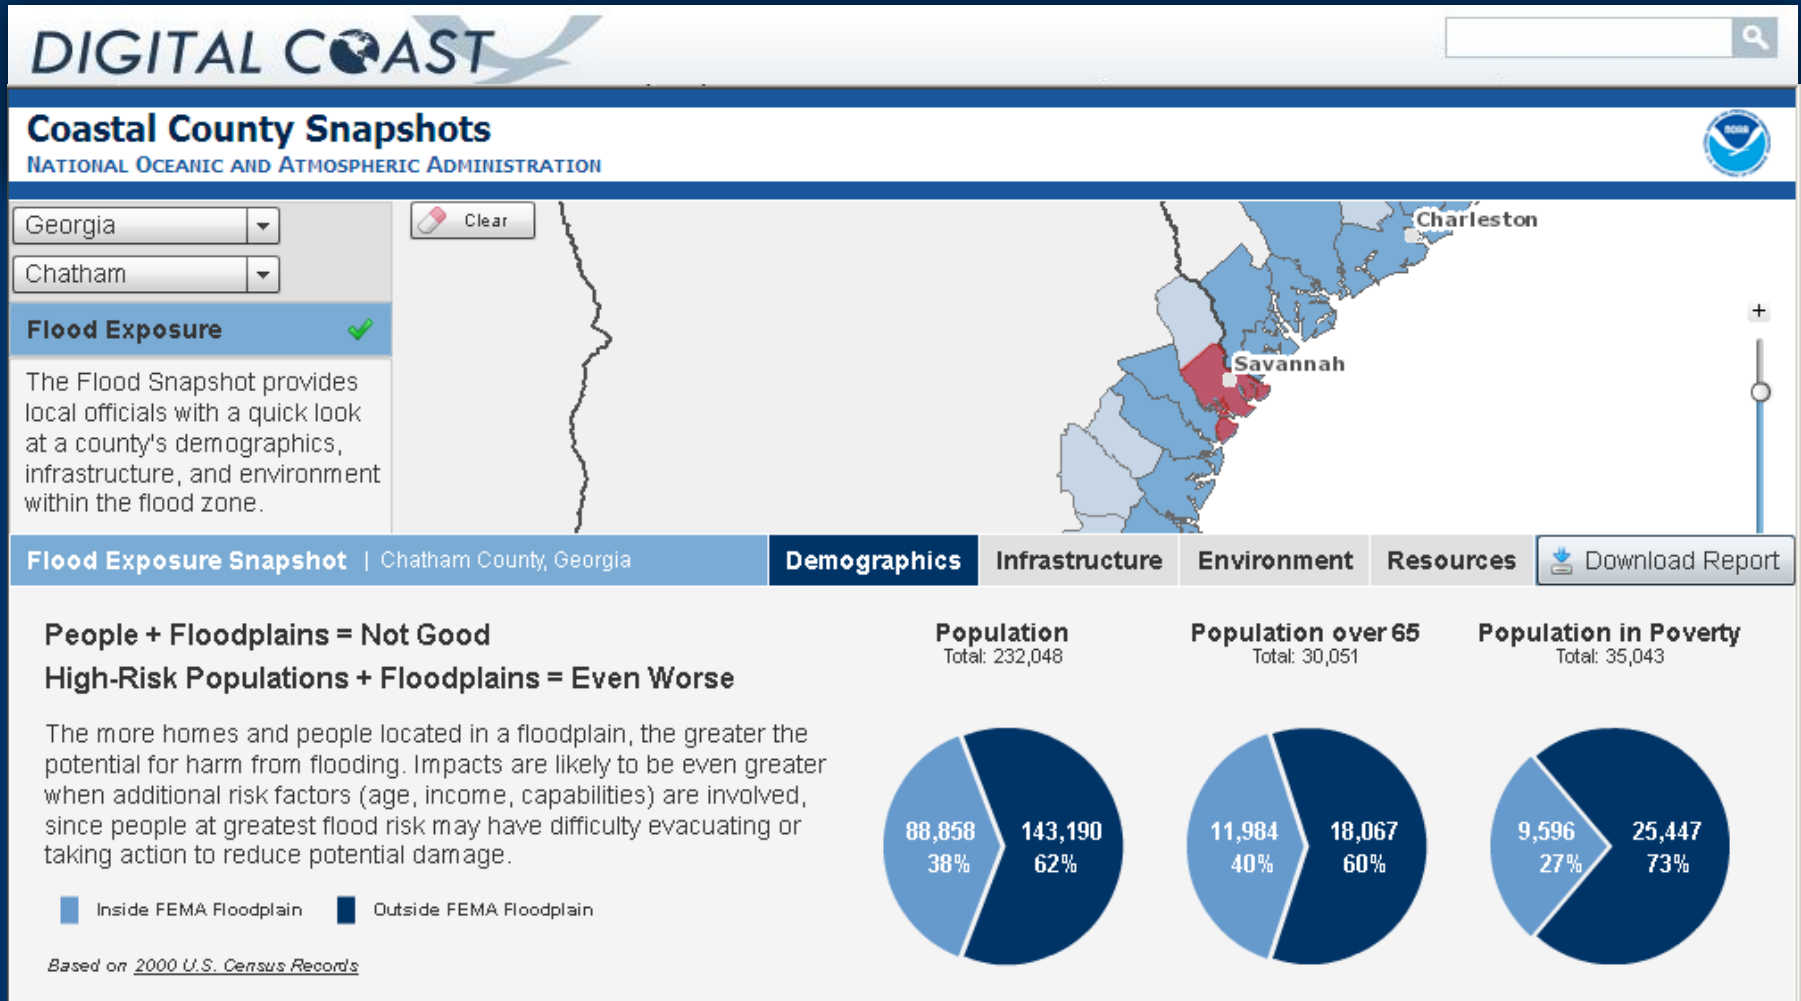 DIGITAL COAST
Coastal County Snapshots
NATIONAL OCEANIC AND ATMOSPHERIC ADMINISTRATION
NOAA
Georgia
Chatham
Clear
Charleston
Savannah
+
Flood Exposure
The Flood Snapshot provides
local officials with a quick look
at a county's demographics,
infrastructure, and environment
within the flood zone.
Flood Exposure Snapshot | Chatham County, Georgia
Demographics
Infrastructure
Environment
Resources
Download Report
People + Floodplains = Not Good
High-Risk Populations + Floodplains = Even Worse
The more homes and people located in a floodplain, the greater the
potential for harm from flooding. Impacts are likely to be even greater
when additional risk factors (age, income, capabilities) are involved,
since people at greatest flood risk may have difficulty evacuating or
taking action to reduce potential damage.
Inside FEMA Floodplain
Outside FEMA Floodplain
Based on 2000 U.S. Census Records
Population
Total: 232,048
88,858
38%
143,190
62%
Population over 65
Total: 30,051
11,984
40%
18,067
60%
Population in Poverty
Total: 35,043
9,596
27%
25,447
73%